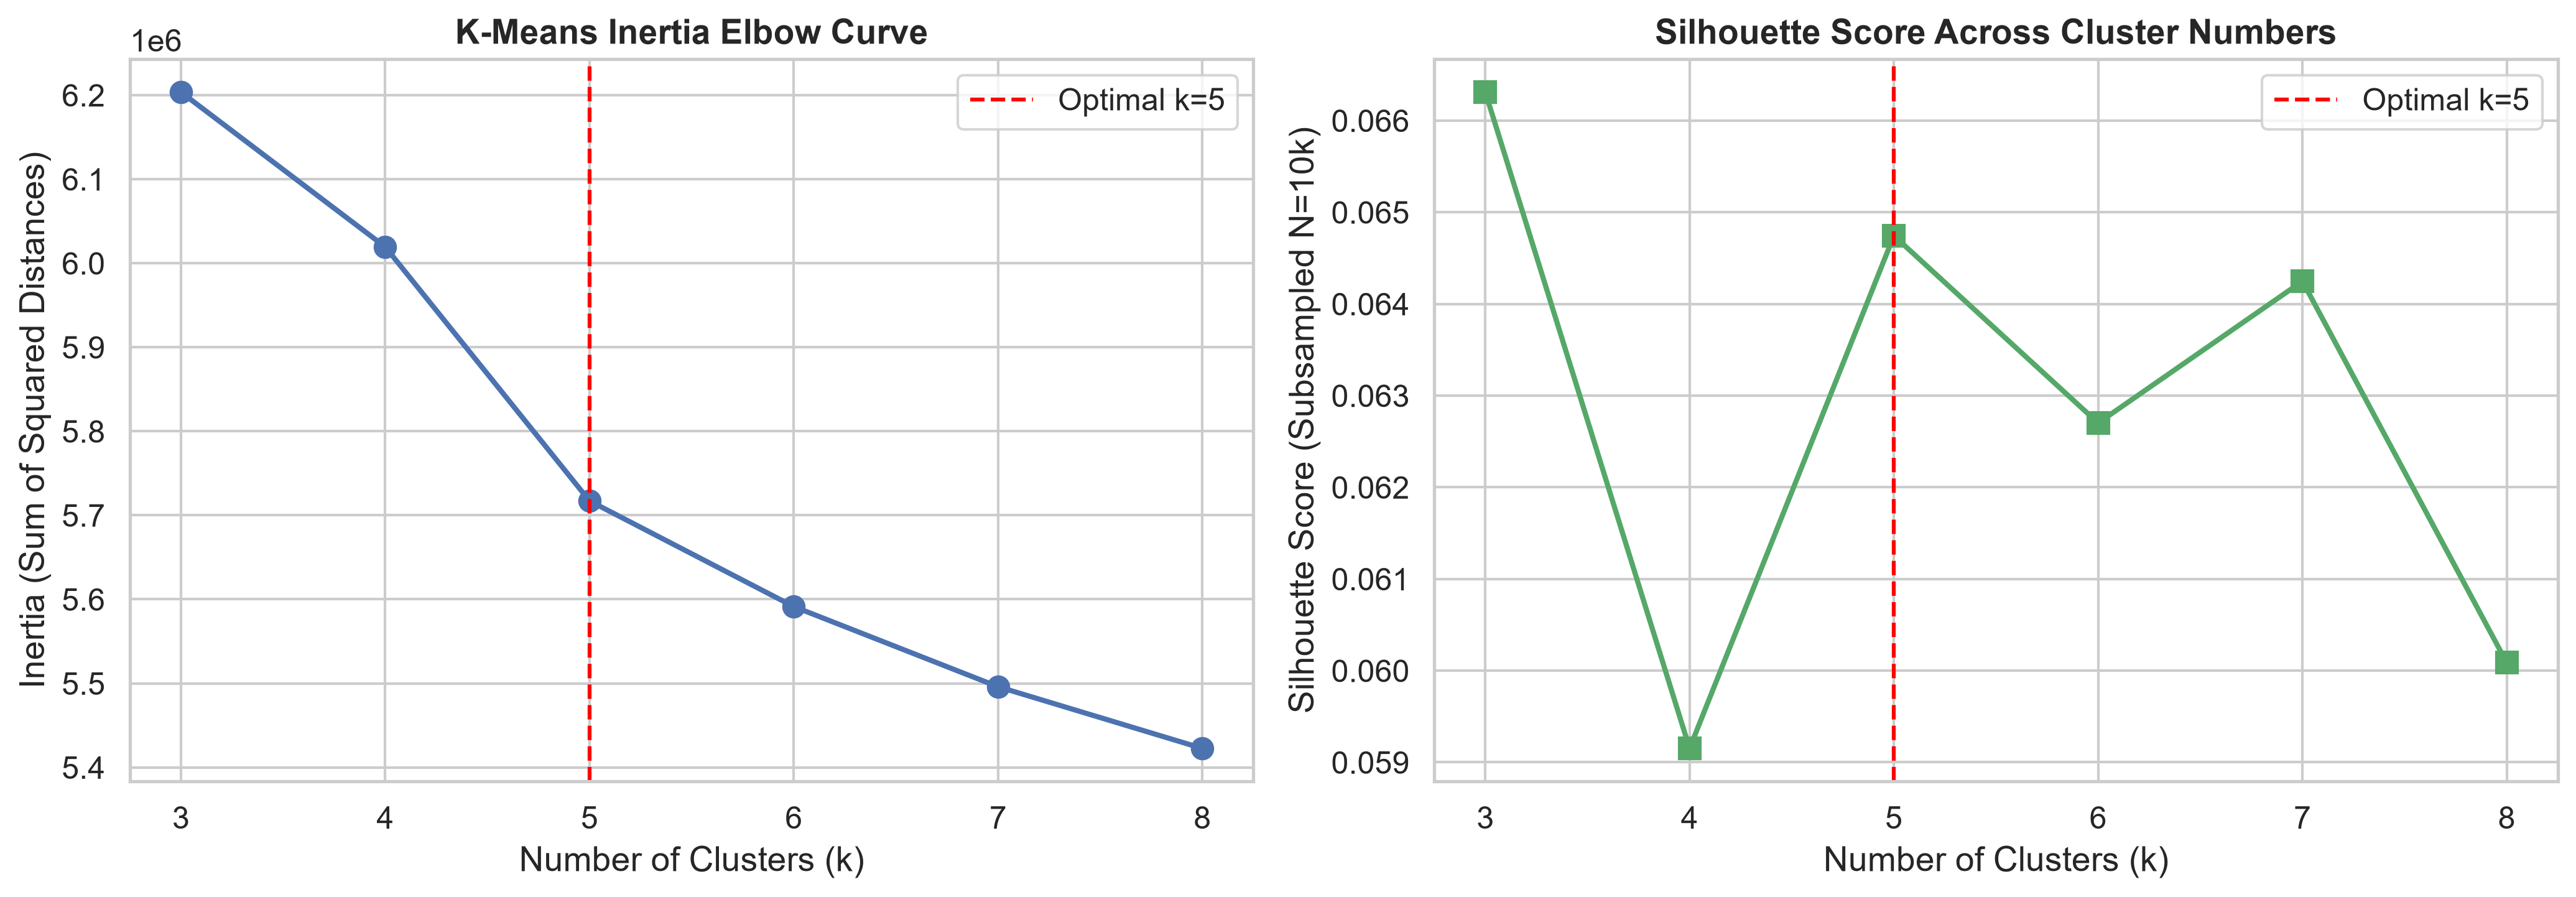 K-Means Inertia Elbow Curve
1e6
Optimal k=5
Inertia (Sum of Squared Distances)
6.2
6.1
6.0
5.9
5.8
5.7
5.6
5.5
5.4
3 4 5 6 7 8
Number of Clusters (k)
Silhouette Score Across Cluster Numbers
Optimal k=5
Silhouette Score (Subsampled N=10k)
0.066
0.065
0.064
0.063
0.062
0.061
0.060
0.059
3 4 5 6 7 8
Number of Clusters (k)